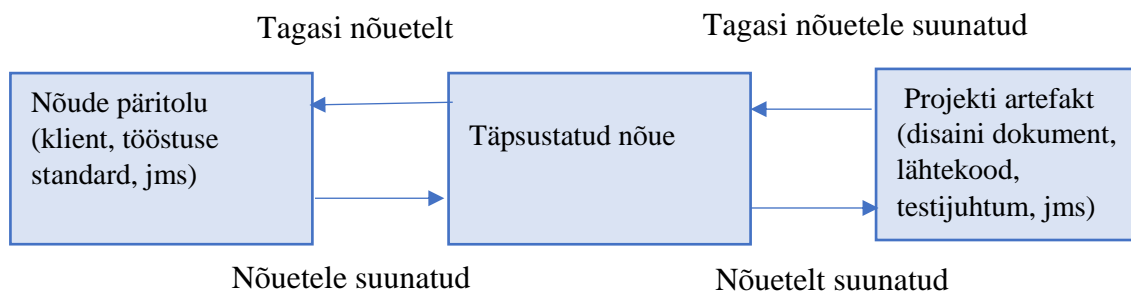 Tagasi nõuetelt
Tagasi nõuetele suunatud
Nõude päritolu
(klient, tööstuse
standard, jms)
Täpsustatud nõue
Projekti artefakt
(disaini dokument,
lähtekood,
testijuhtum, jms)
Nõuetele suunatud
Nõuetelt suunatud